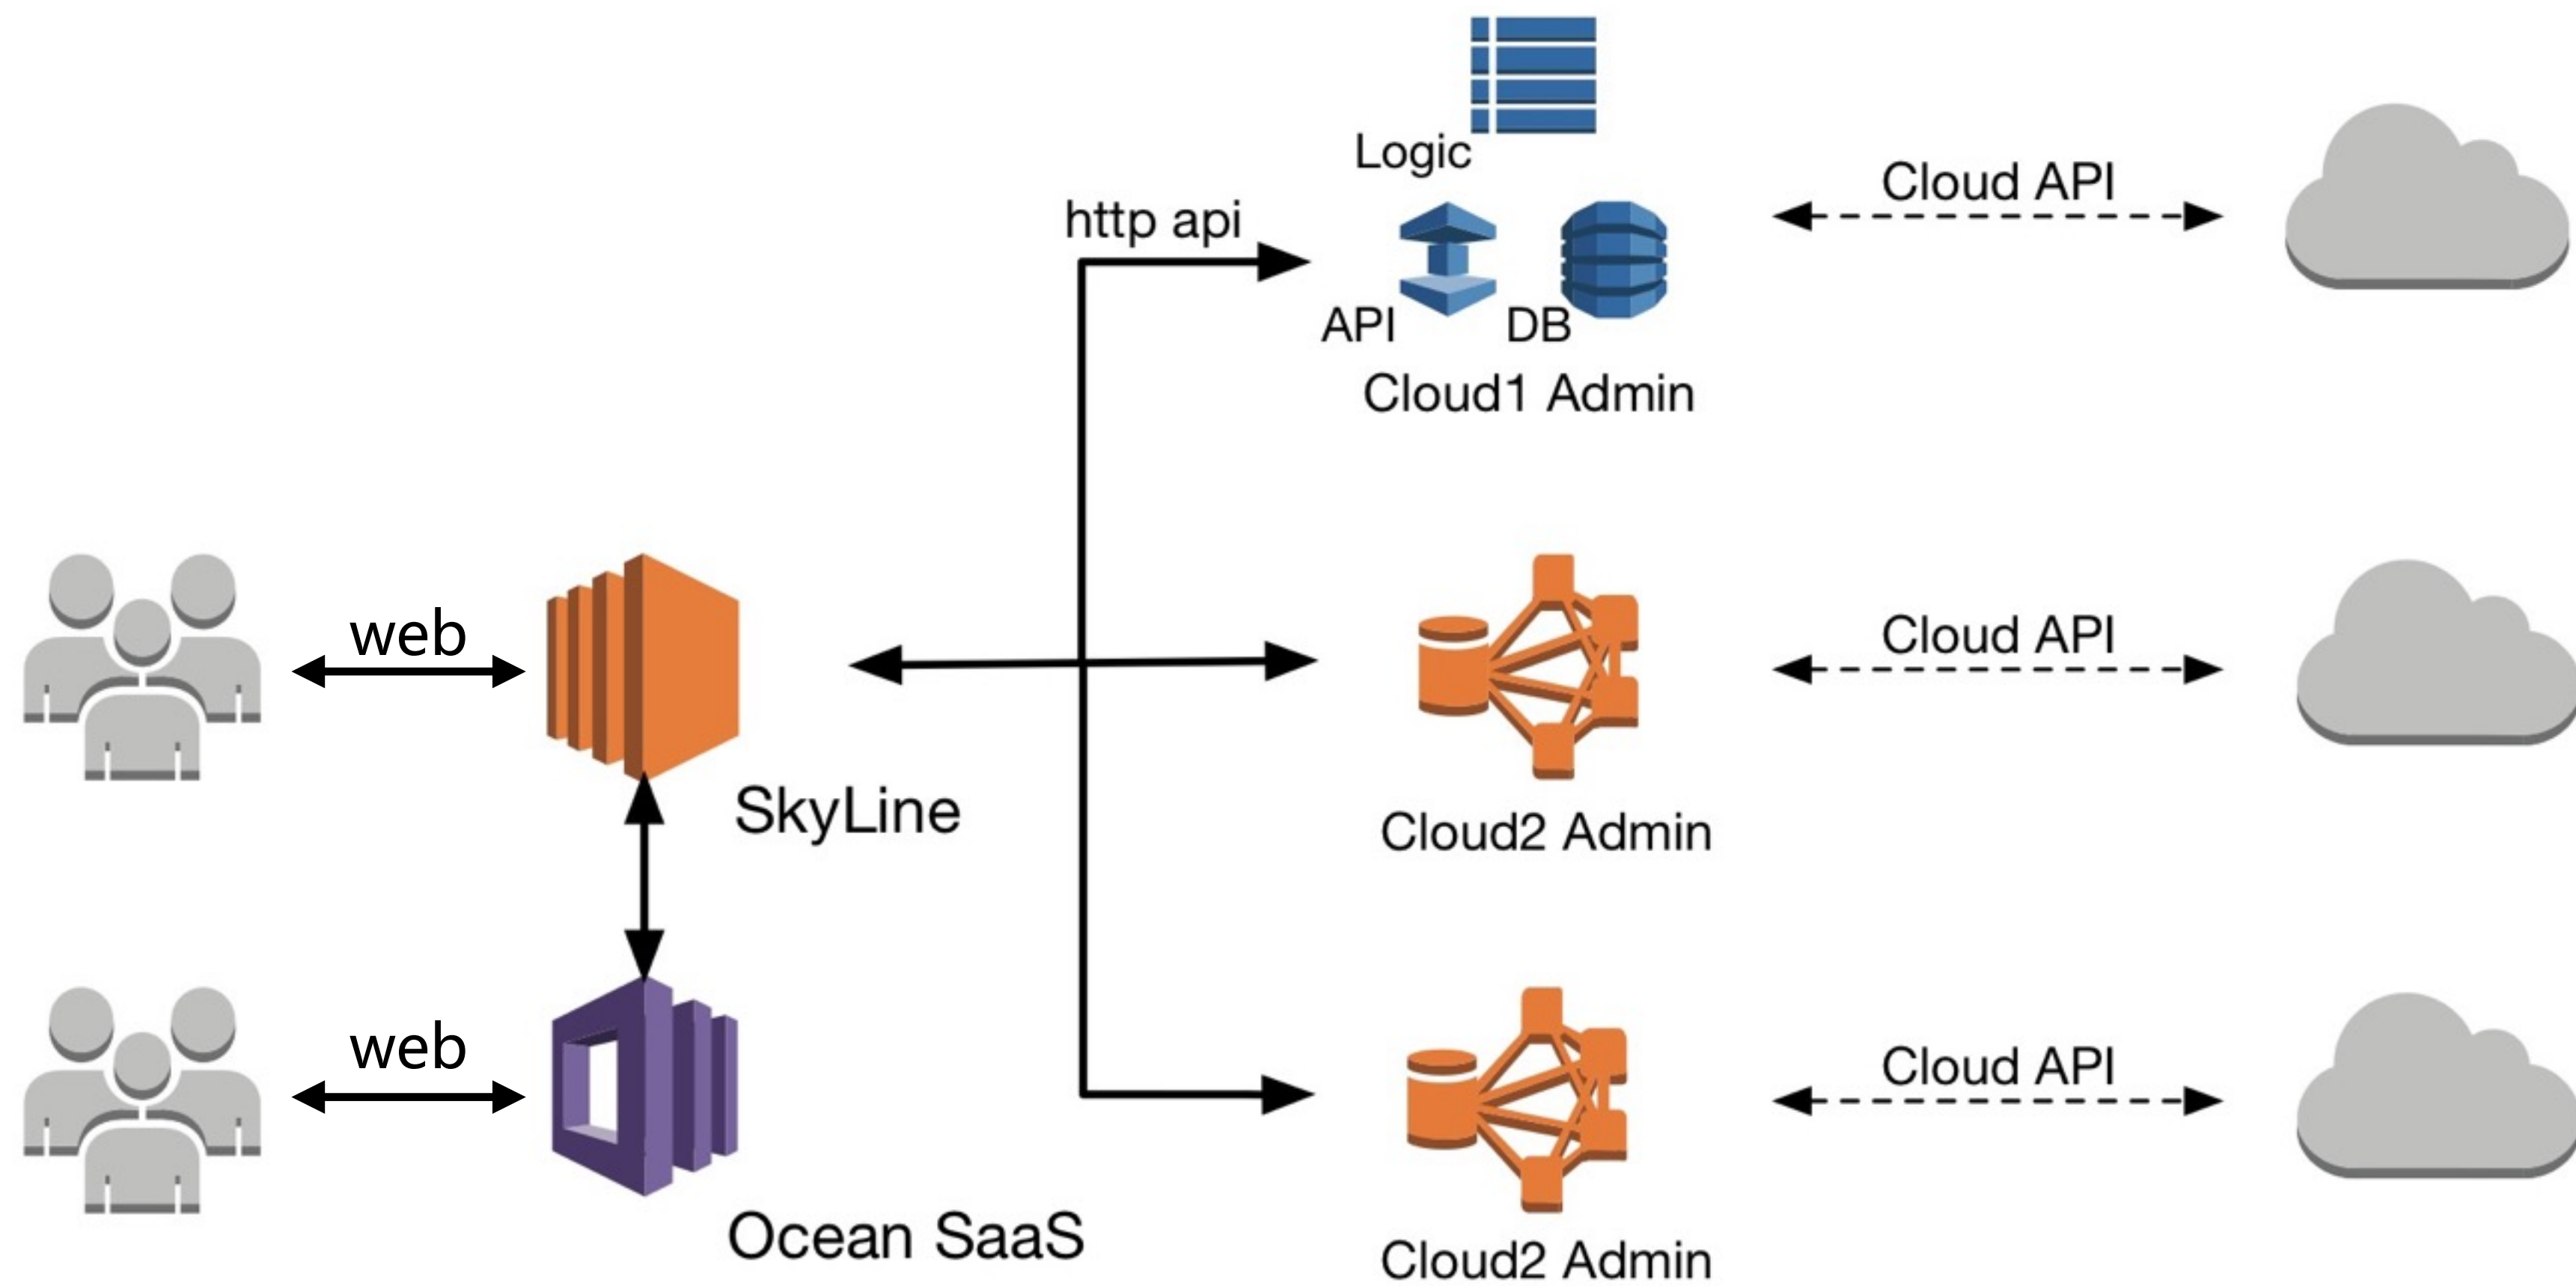 Logic
Cloud API
http api
API
DB
Cloud1 Admin
web
Cloud API
SkyLine
Cloud2 Admin
web
Cloud API
Ocean SaaS
Cloud2 Admin